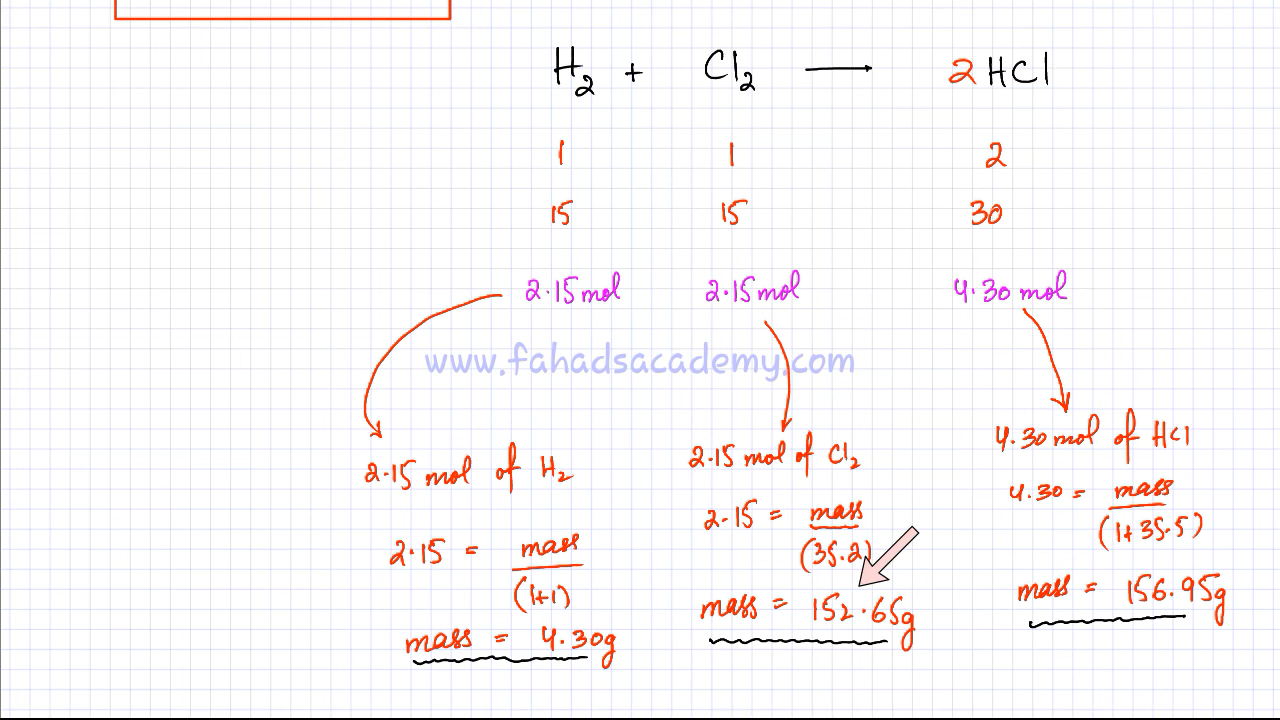 H₂ + Cl₂ → 2HCl
1 1 2
15 15 30
2.15 mol 2.15 mol 4.30 mol
www.fahadsacademy.com
2.15 mol of H₂
2.15 = mass
(1+1)
mass = 4.30g
2.15 mol of Cl₂
2.15 = mass
(35.2)
mass = 152.65g
4.30 mol of HCl
4.30 = mass
(1+35.5)
mass = 156.95g